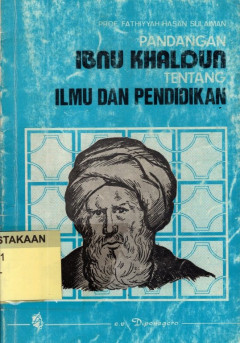 PROF. FATHIYYAH HASAN SULAIMAN
PANDANGAN
IBNU KHALDUN
TENTANG
ILMU DAN PENDIDIKAN
STAKAAN
1
c.v. Diponegoro